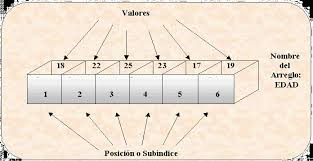 Valores
18 22 25 23 17 19
Nombre
del
Arreglo:
EDAD
1 2 3 4 5 6
Posición o Subíndice